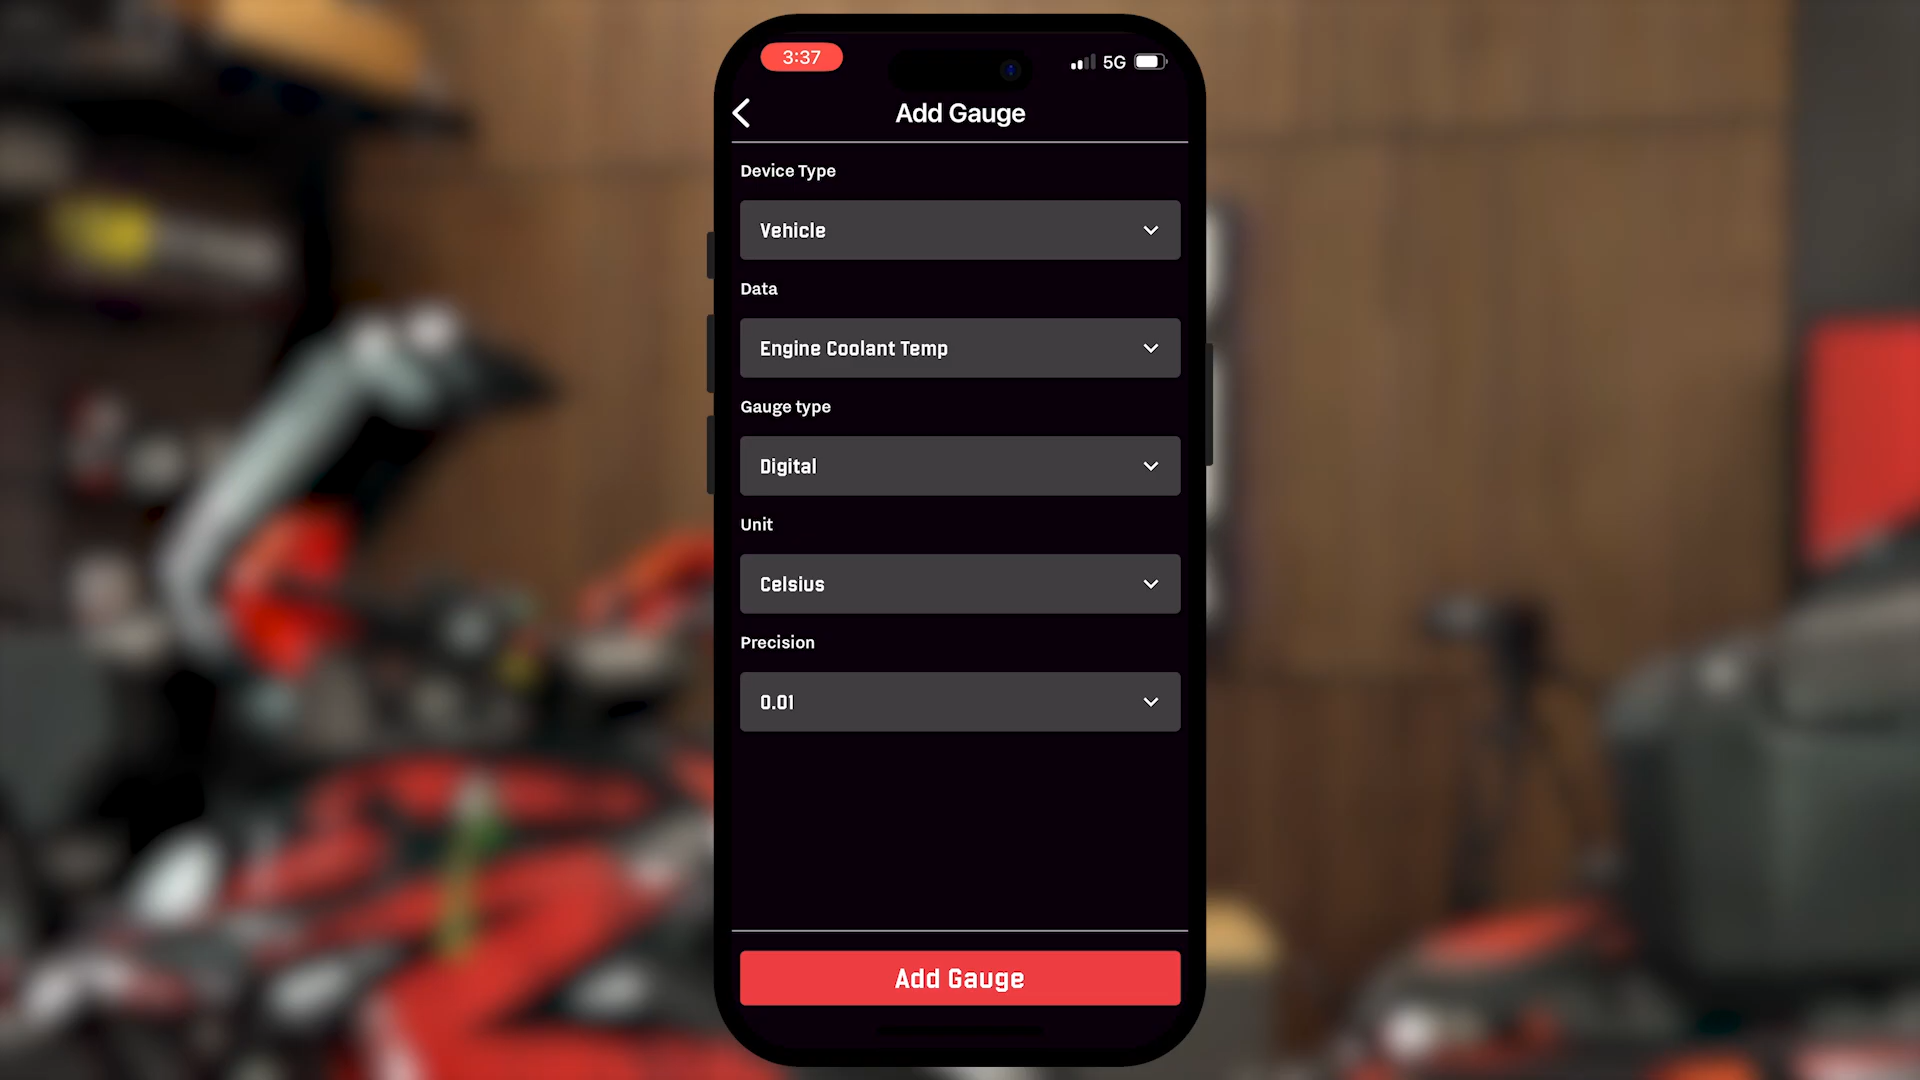 3:37
5G
Add Gauge
Device Type
Vehicle
Data
Engine Coolant Temp
Gauge type
Digital
Unit
Celsius
Precision
0.01
Add Gauge